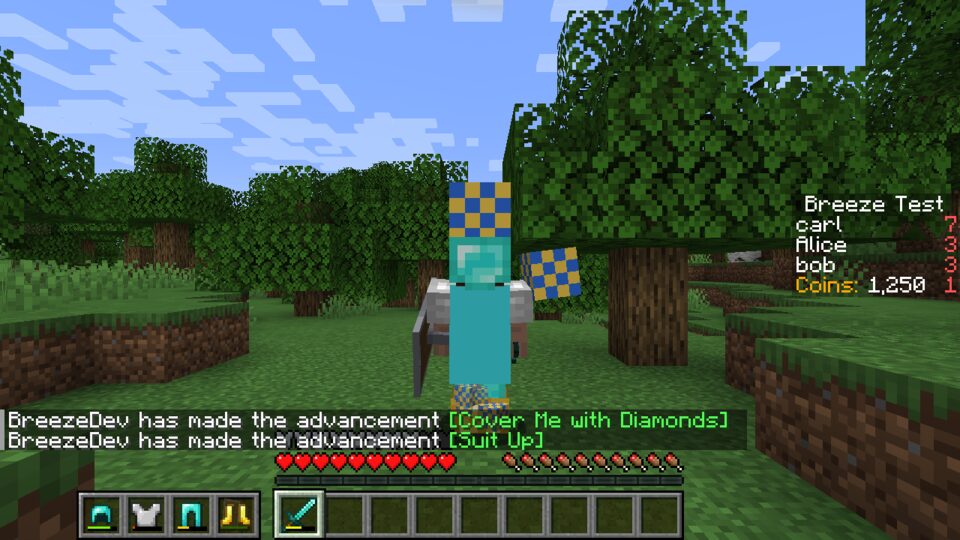 Breeze Test
carl 7
Alice 3
bob 3
Coins: 1,250 1
BreezeDev has made the advancement [Cover Me with Diamonds]
BreezeDev has made the advancement [Suit Up]